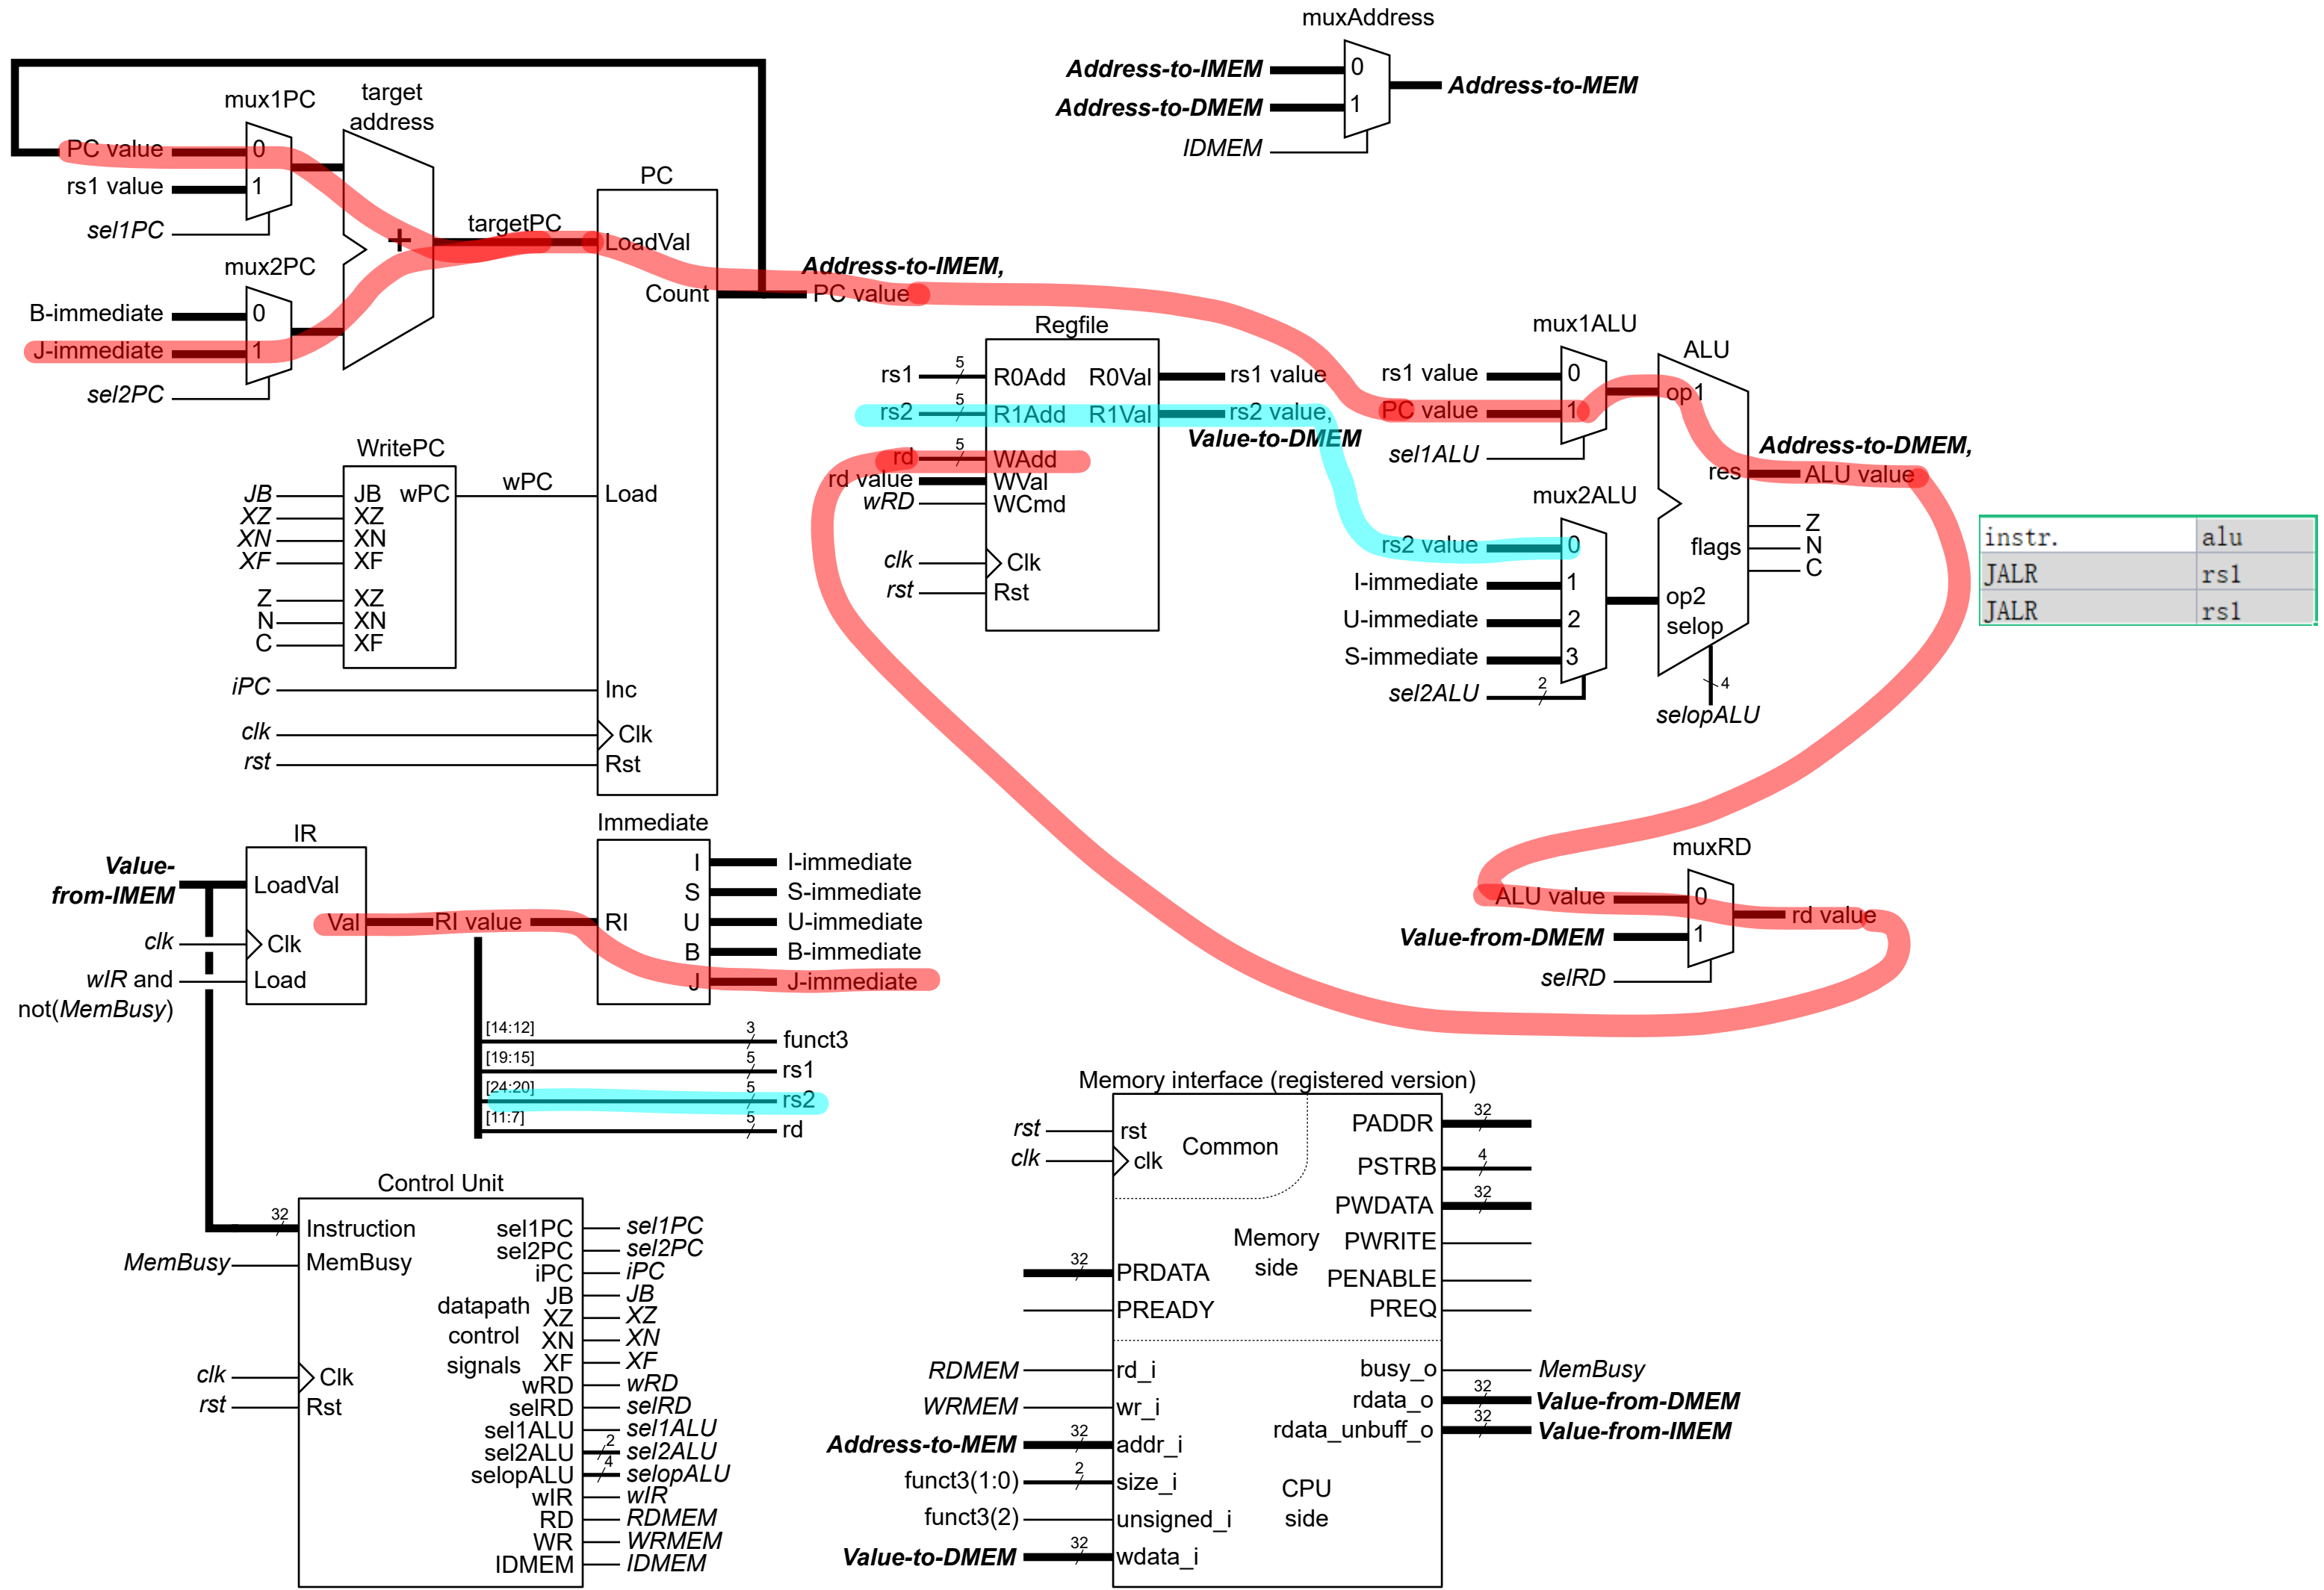 muxAddress
Address-to-IMEM
0
Address-to-MEM
Address-to-DMEM
1
IDMEM
mux1PC
target
address
PC value
0
rs1 value
1
sel1PC
+
targetPC
mux2PC
B-immediate
0
J-immediate
1
sel2PC
PC
LoadVal
Count
Load
Inc
Clk
Rst
Address-to-IMEM,
PC value
WritePC
JB
JB
wPC
wPC
XZ
XZ
XN
XN
XF
XF
Z
XZ
N
XN
C
XF
iPC
clk
rst
Regfile
rs1
5
R0Add
R0Val
rs1 value
rs2
5
R1Add
R1Val
rs2 value,
Value-to-DMEM
rd
5
WAdd
rd value
WVal
wRD
WCmd
clk
Clk
rst
Rst
mux1ALU
rs1 value
0
PC value
1
sel1ALU
mux2ALU
rs2 value
0
I-immediate
1
U-immediate
2
S-immediate
3
sel2ALU
2
ALU
op1
res
flags
op2
selop
4
selopALU
Address-to-DMEM,
ALU value
Z
N
C
instr. alu
JALR rs1
JALR rs1
IR
Value-
from-IMEM
LoadVal
Val
RI value
clk
Clk
wIR and
not(MemBusy)
Load
Immediate
RI
I
I-immediate
S
S-immediate
U
U-immediate
B
B-immediate
J
J-immediate
[14:12]
3
funct3
[19:15]
5
rs1
[24:20]
5
rs2
[11:7]
5
rd
muxRD
ALU value
0
rd value
Value-from-DMEM
1
selRD
Control Unit
32
Instruction
MemBusy
MemBusy
clk
Clk
rst
Rst
datapath
control
signals
sel1PC
sel1PC
sel2PC
sel2PC
iPC
iPC
JB
JB
XZ
XZ
XN
XN
XF
XF
wRD
wRD
selRD
selRD
sel1ALU
sel1ALU
sel2ALU
2
sel2ALU
selopALU
4
selopALU
wIR
wIR
RD
RDMEM
WR
WRMEM
IDMEM
IDMEM
Memory interface (registered version)
rst
rst
clk
clk
Common
PADDR
32
PSTRB
4
PWDATA
32
Memory
side
PWRITE
32
PRDATA
PENABLE
PREADY
PREQ
RDMEM
rd_i
busy_o
MemBusy
WRMEM
wr_i
rdata_o
32
Value-from-DMEM
Address-to-MEM
32
addr_i
rdata_unbuff_o
32
Value-from-IMEM
funct3(1:0)
2
size_i
CPU
side
funct3(2)
unsigned_i
Value-to-DMEM
32
wdata_i